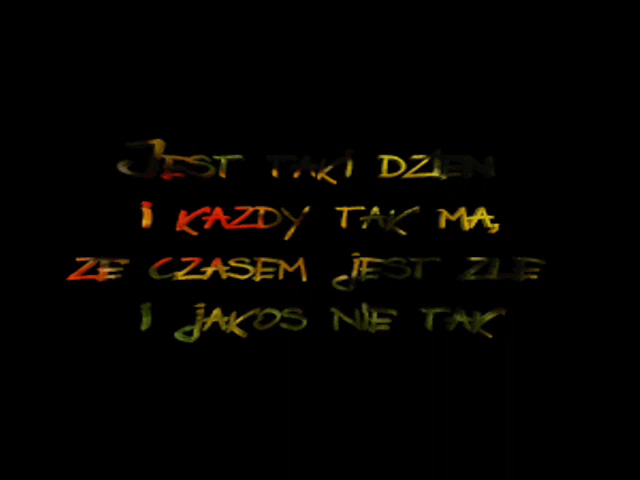 Jest taki dzien
i kazdy tak ma,
ze czasem jest zle
i jakos nie tak